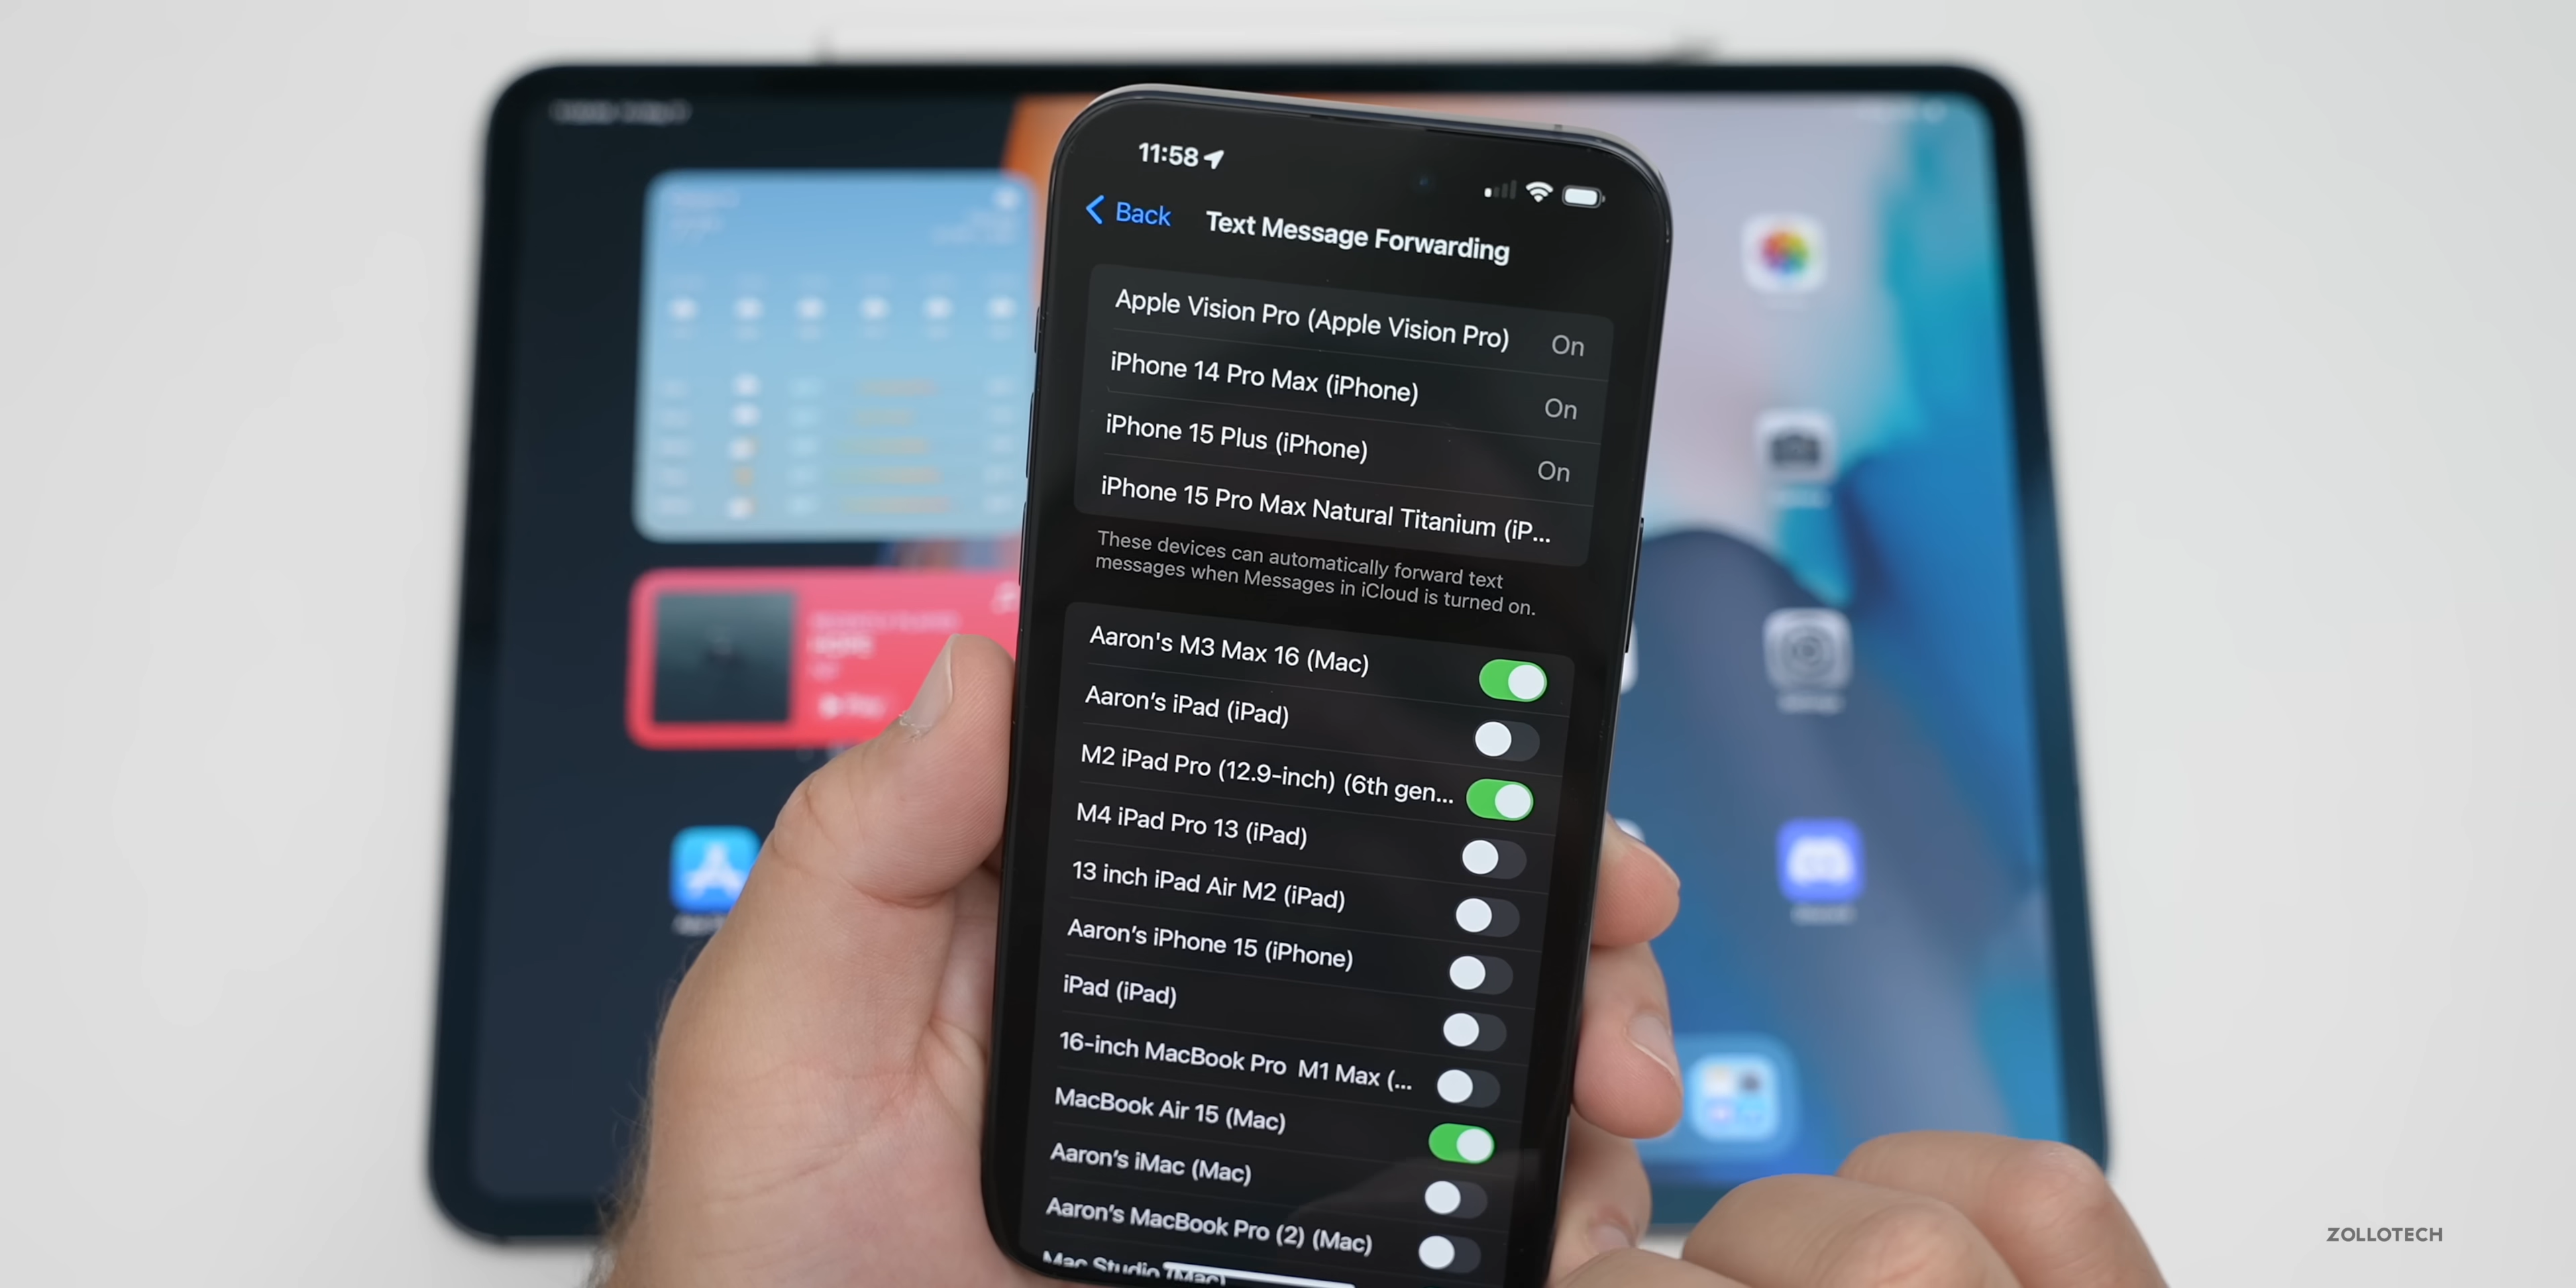 11:58
Back
Text Message Forwarding
Apple Vision Pro (Apple Vision Pro) On
iPhone 14 Pro Max (iPhone) On
iPhone 15 Plus (iPhone) On
iPhone 15 Pro Max Natural Titanium (iP...
These devices can automatically forward text
messages when Messages in iCloud is turned on.
Aaron's M3 Max 16 (Mac)
Aaron’s iPad (iPad)
M2 iPad Pro (12.9-inch) (6th gen...
M4 iPad Pro 13 (iPad)
13 inch iPad Air M2 (iPad)
Aaron’s iPhone 15 (iPhone)
iPad (iPad)
16-inch MacBook Pro  M1 Max (...
MacBook Air 15 (Mac)
Aaron’s iMac (Mac)
Aaron’s MacBook Pro (2) (Mac)
Mac Studio (Mac)
ZOLLOTECH